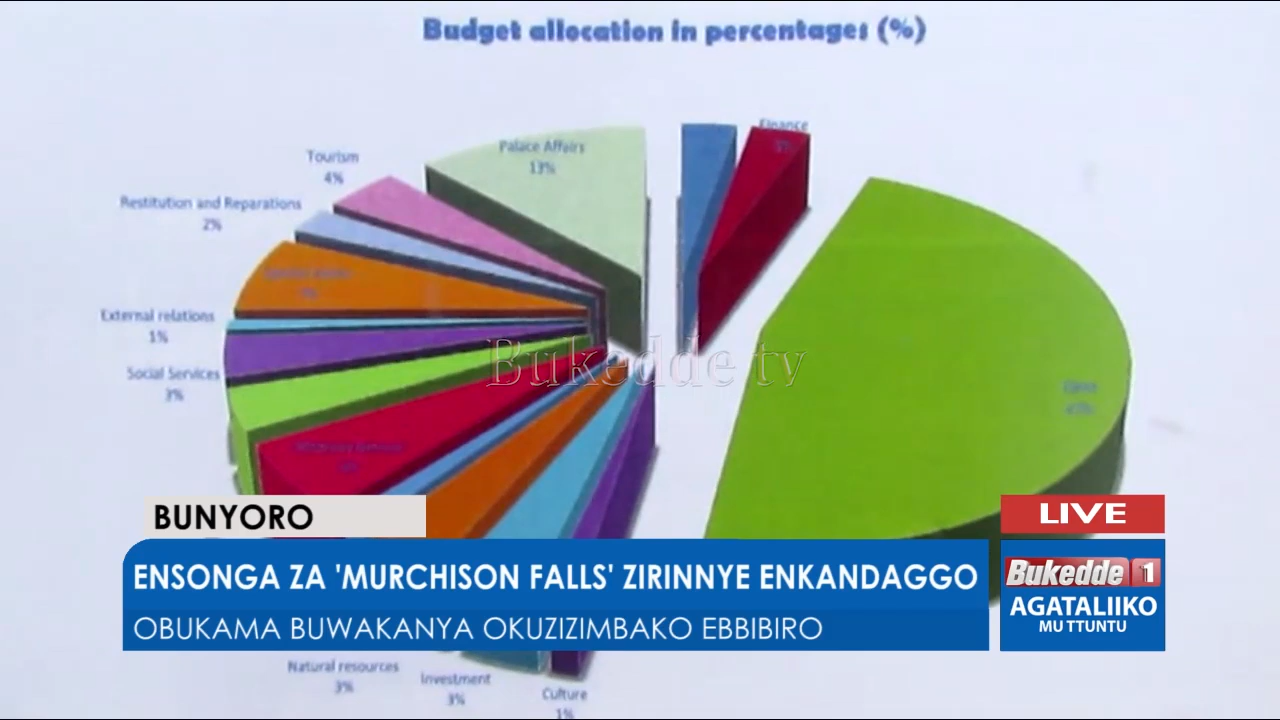 Budget allocation in percentages (%)
Finance
Palace Affairs
13%
Tourism
4%
Restitution and Reparations
2%
External relations
1%
Social Services
3%
Bukedde tv
BUNYORO
LIVE
ENSONGA ZA 'MURCHISON FALLS' ZIRINNYE ENKANDAGGO
OBUKAMA BUWAKANYA OKUZIZIMBAKO EBBIBIRO
Bukedde 1
AGATALIIKO
MU TTUNTU
Natural resources
3%
Investment
3%
Culture
1%